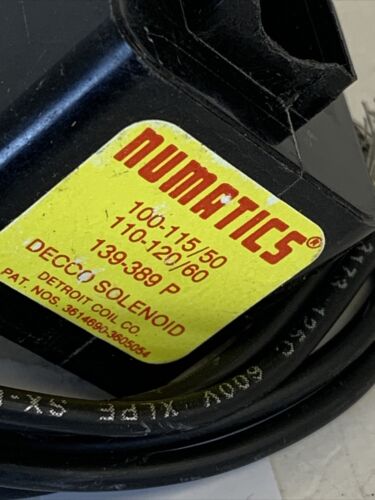 NUMATICS®
100-115/50
110-120/60
139-389 P
DECCO SOLENOID
DETROIT COIL CO.
PAT. NOS. 3614690-3605054
125C
600V XLPE